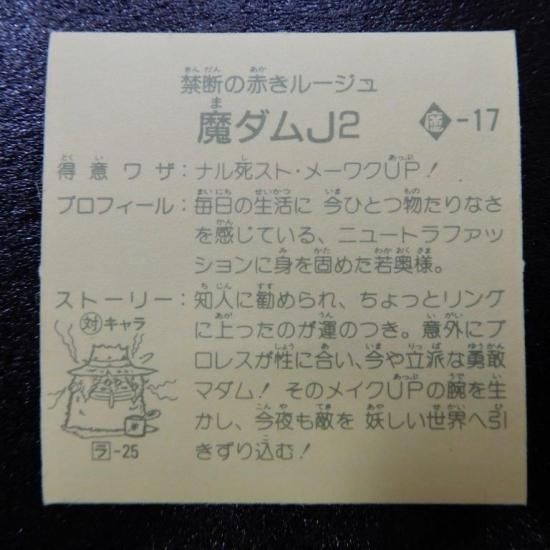 禁断の赤きルージュ
魔ダムJ2 -17
得意ワザ:ナル死スト・メーワクUP!
プロフィール:毎日の生活に 今ひとつ物たりなさ
を感じている、ニュートラファッ
ションに身を固めた若奥様。
ストーリー:知人に勧められ、ちょっとリング
に上ったのが運のつき。意外にプ
ロレスが性に合い、今や立派な勇敢
マダム! そのメイクUPの腕を生
かし、今夜も敵を 妖しい世界へ引
きずり込む!
対キャラ
ラ-25